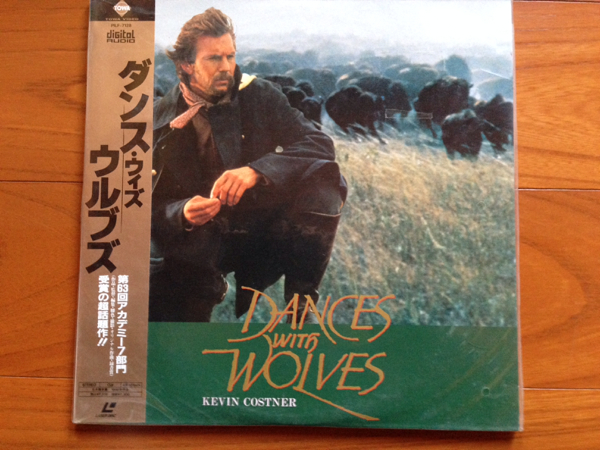 TOWA
digital
AUDIO
ダンス・ウィズ
ウルブズ
第63回アカデミー7部門
受賞の超話題作!!
DANCES
WITH
WOLVES
KEVIN COSTNER